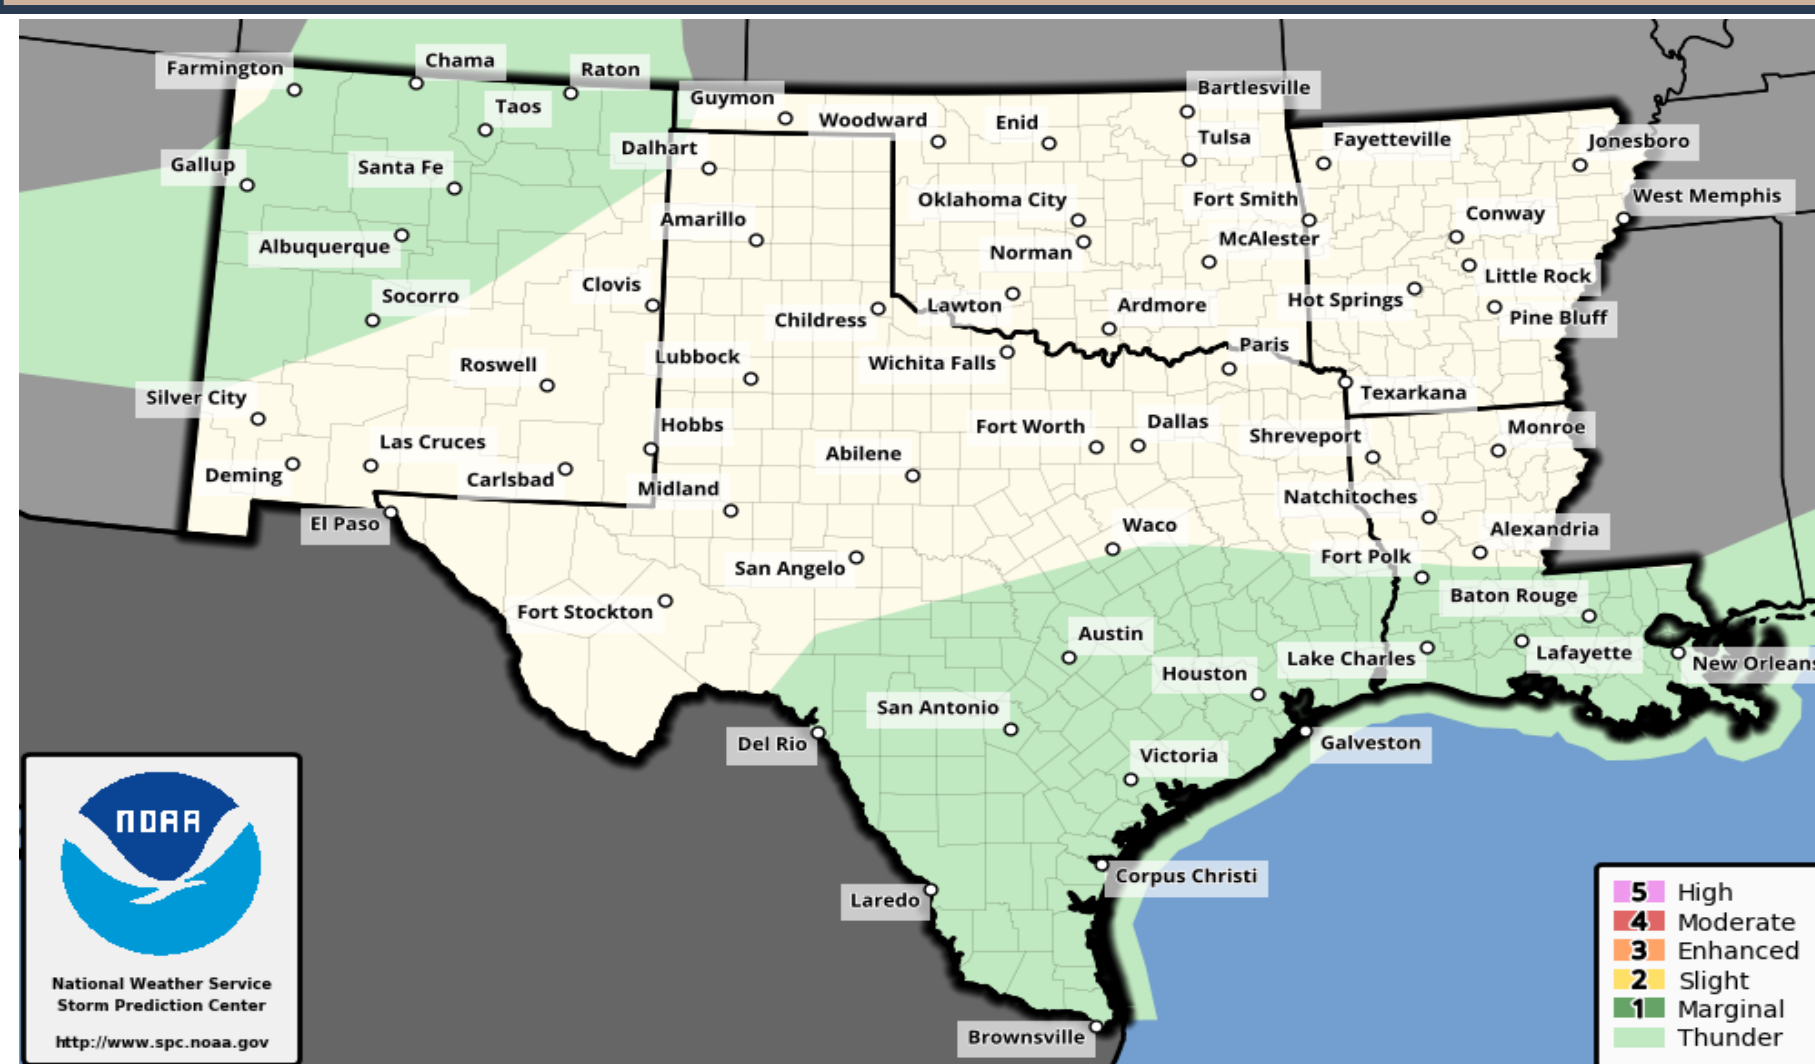 Farmington
Chama
Raton
Taos
Guymon
Woodward
Enid
Bartlesville
Tulsa
Fayetteville
Jonesboro
Gallup
Santa Fe
Dalhart
Oklahoma City
Fort Smith
Conway
West Memphis
Albuquerque
Amarillo
Norman
McAlester
Little Rock
Socorro
Clovis
Childress
Lawton
Ardmore
Hot Springs
Pine Bluff
Roswell
Lubbock
Wichita Falls
Paris
Texarkana
Silver City
Las Cruces
Hobbs
Abilene
Fort Worth
Dallas
Shreveport
Monroe
Deming
Carlsbad
Midland
Natchitoches
El Paso
San Angelo
Waco
Fort Polk
Alexandria
Fort Stockton
Austin
Baton Rouge
Houston
Lake Charles
Lafayette
New Orleans
San Antonio
Del Rio
Victoria
Galveston
Corpus Christi
Laredo
Brownsville
NOAA
National Weather Service
Storm Prediction Center
http://www.spc.noaa.gov
5 High
4 Moderate
3 Enhanced
2 Slight
1 Marginal
Thunder